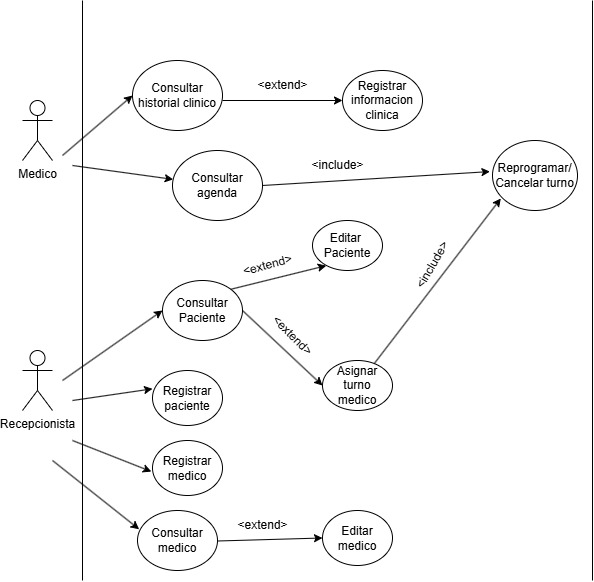 Consultar
historial clinico
<extend>
Registrar
informacion
clinica
Medico
Consultar
agenda
<include>
Reprogramar/
Cancelar turno
Editar
Paciente
<extend>
<include>
Consultar
Paciente
<extend>
Asignar
turno
medico
Recepcionista
Registrar
paciente
Registrar
medico
Consultar
medico
<extend>
Editar
medico